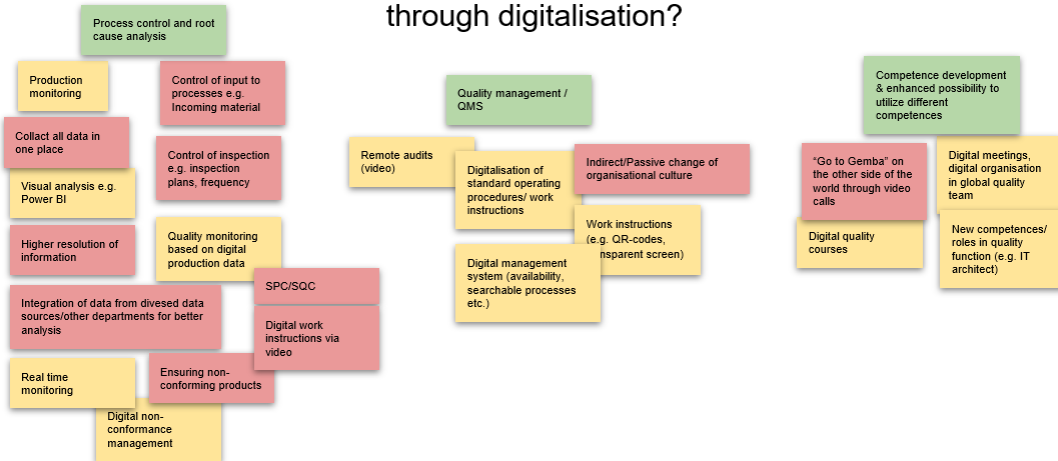 through digitalisation?
Process control and root
cause analysis
Production
monitoring
Control of input to
processes e.g.
Incoming material
Collact all data in
one place
Control of inspection
e.g. inspection
plans, frequency
Visual analysis e.g.
Power BI
Higher resolution of
information
Quality monitoring
based on digital
production data
SPC/SQC
Integration of data from divesed data
sources/other departments for better
analysis
Digital work
instructions via
video
Real time
monitoring
Ensuring non-
conforming products
Digital non-
conformance
management
Quality management /
QMS
Remote audits
(video)
Digitalisation of
standard operating
procedures/ work
instructions
Indirect/Passive change of
organisational culture
Work instructions
(e.g. QR-codes,
screen)
Digital management
system (availability,
searchable processes
etc.)
Competence development
& enhanced possibility to
utilize different
competences
“Go to Gemba” on
the other side of the
world through video
calls
Digital meetings,
digital organisation
in global quality
team
Digital quality
courses
New competences/
roles in quality
function (e.g. IT
architect)